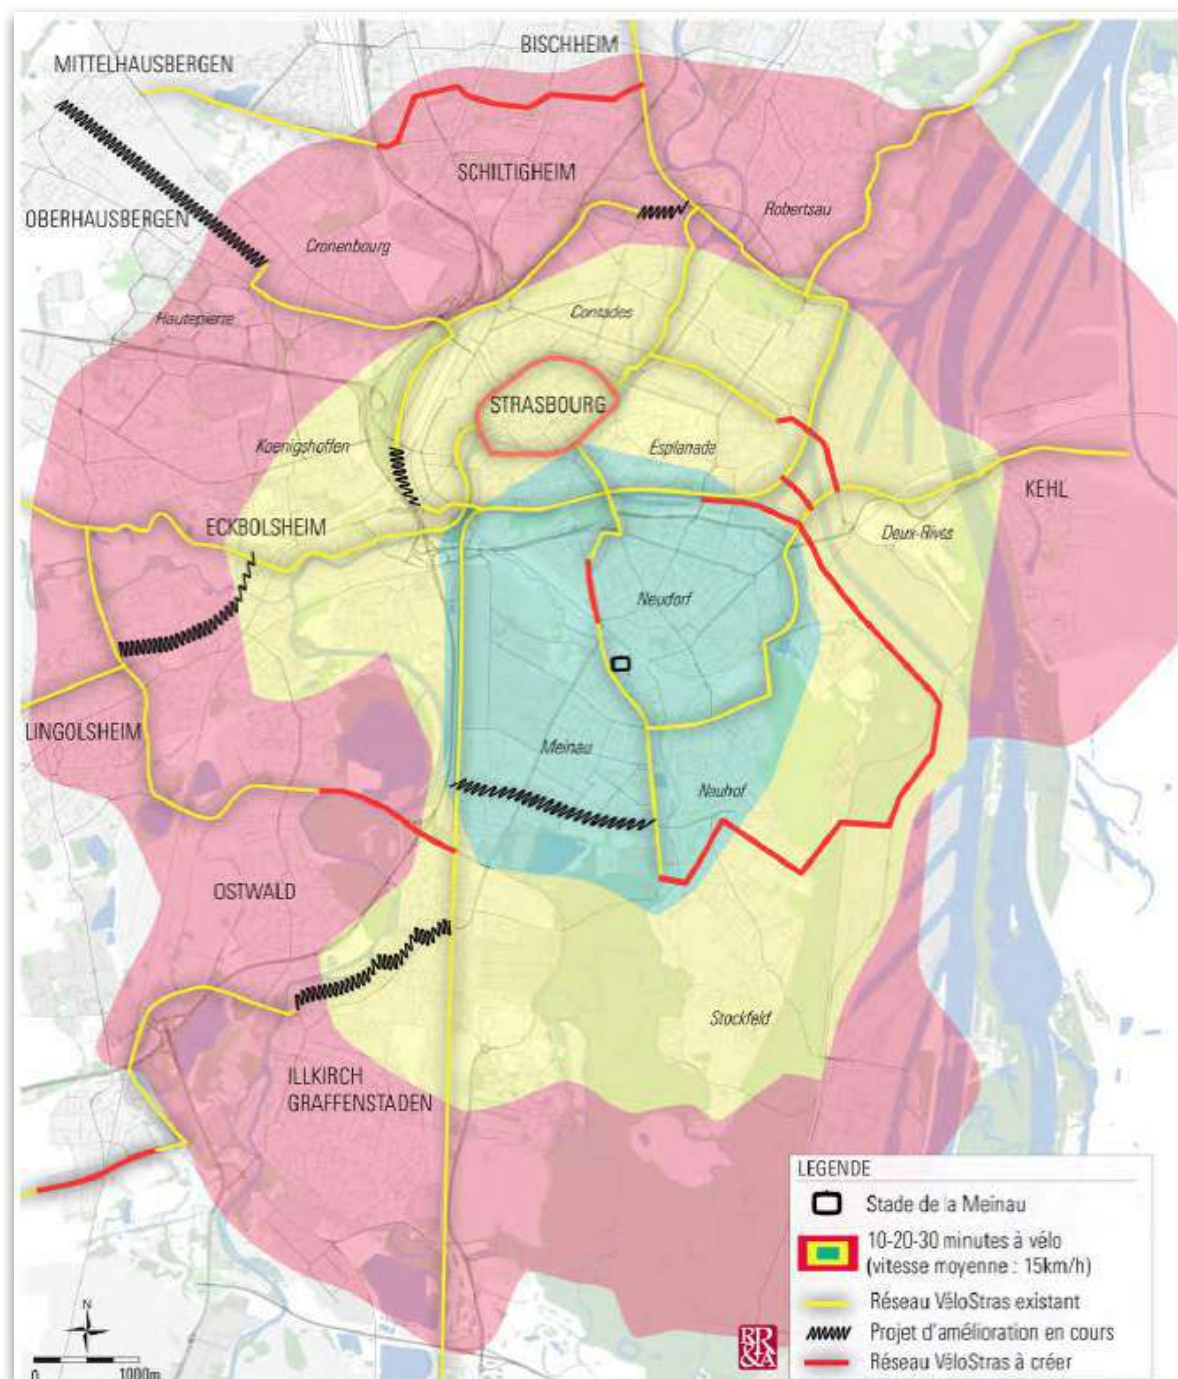 BISCHHEIM
MITTELHAUSBERGEN
SCHILTIGHEIM
OBERHAUSBERGEN
Robertsau
Cronenbourg
Hautepierre
Contades
STRASBOURG
Koenigshoffen
Esplanade
KEHL
ECKBOLSHEIM
Deux-Rives
Neudorf
LINGOLSHEIM
Meinau
Neuhof
OSTWALD
Stockfeld
ILLKIRCH
GRAFFENSTADEN
LEGENDE
Stade de la Meinau
10-20-30 minutes à vélo
(vitesse moyenne : 15km/h)
Réseau VéloStras existant
Projet d'amélioration en cours
Réseau VéloStras à créer
RR
&A
N
0 1000m